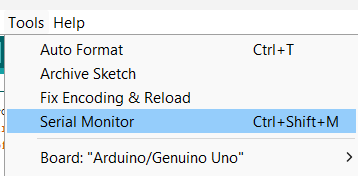 Tools Help
Auto Format Ctrl+T
Archive Sketch
Fix Encoding & Reload
Serial Monitor Ctrl+Shift+M
Board: "Arduino/Genuino Uno"